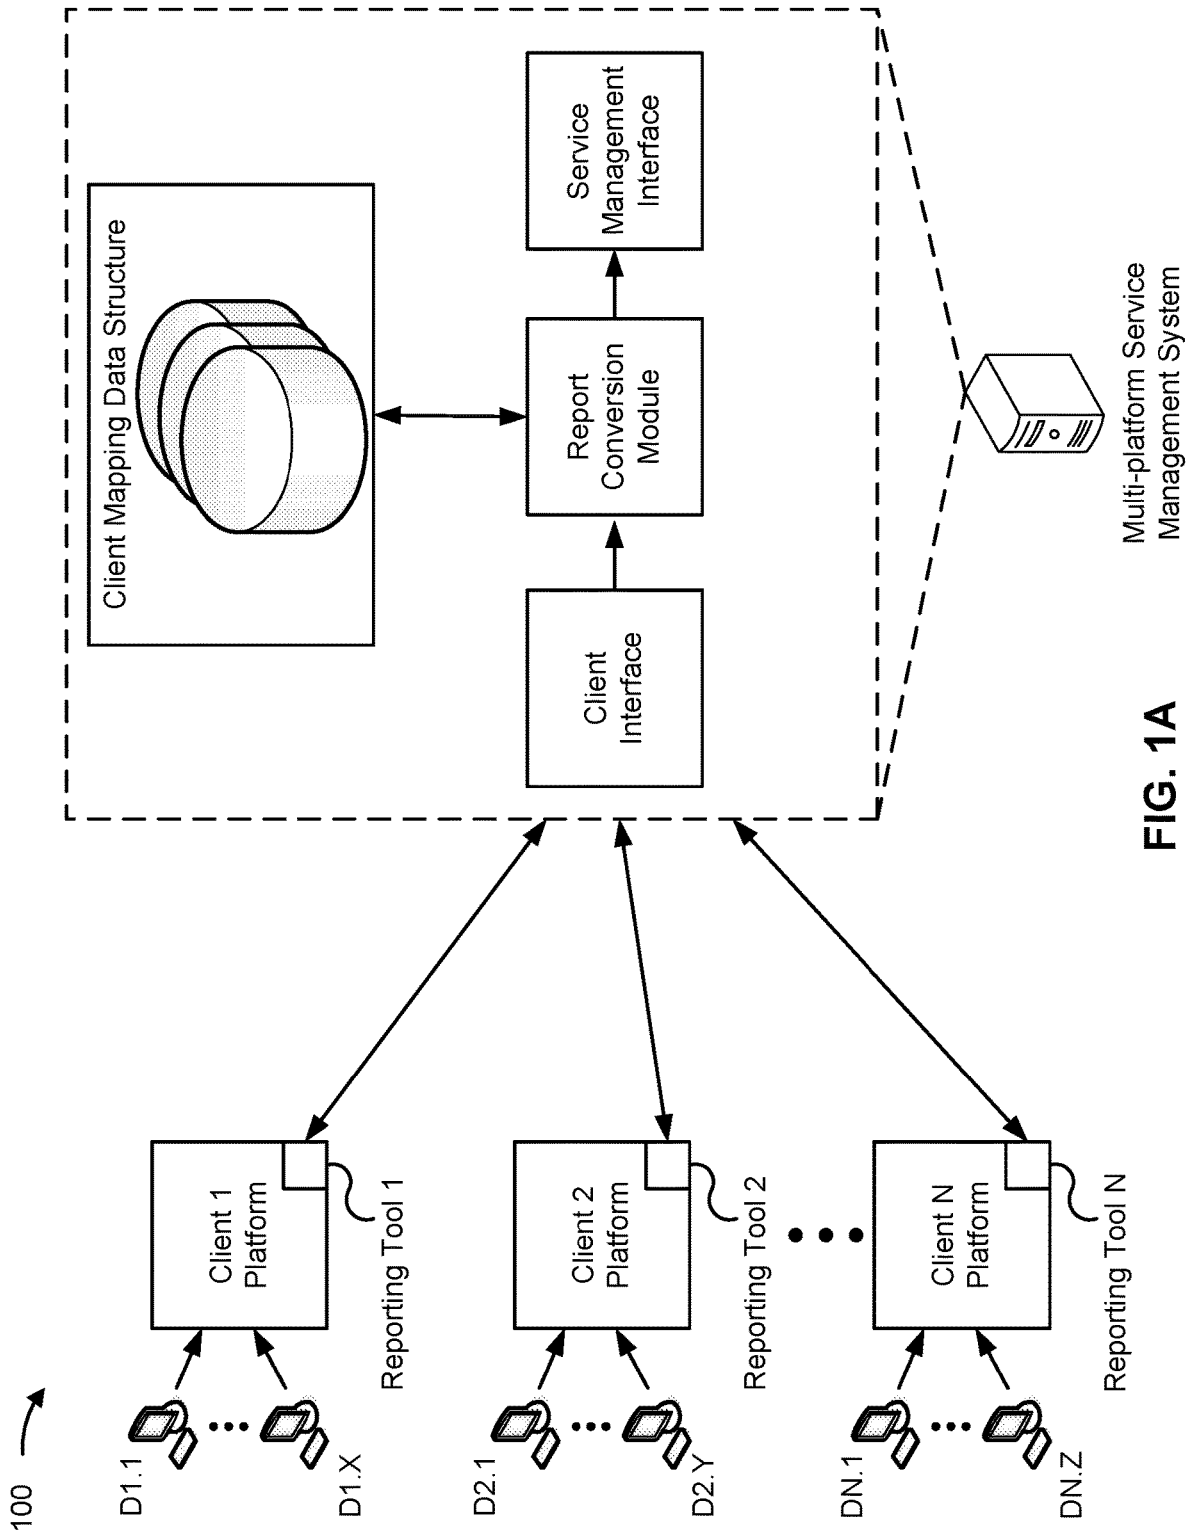 100
D1.1
D1.X
Client 1
Platform
Reporting Tool 1
D2.1
D2.Y
Client 2
Platform
Reporting Tool 2
DN.1
DN.Z
Client N
Platform
Reporting Tool N
Client Mapping Data Structure
Client
Interface
Report
Conversion
Module
Service
Management
Interface
Multi-platform Service
Management System
FIG. 1A